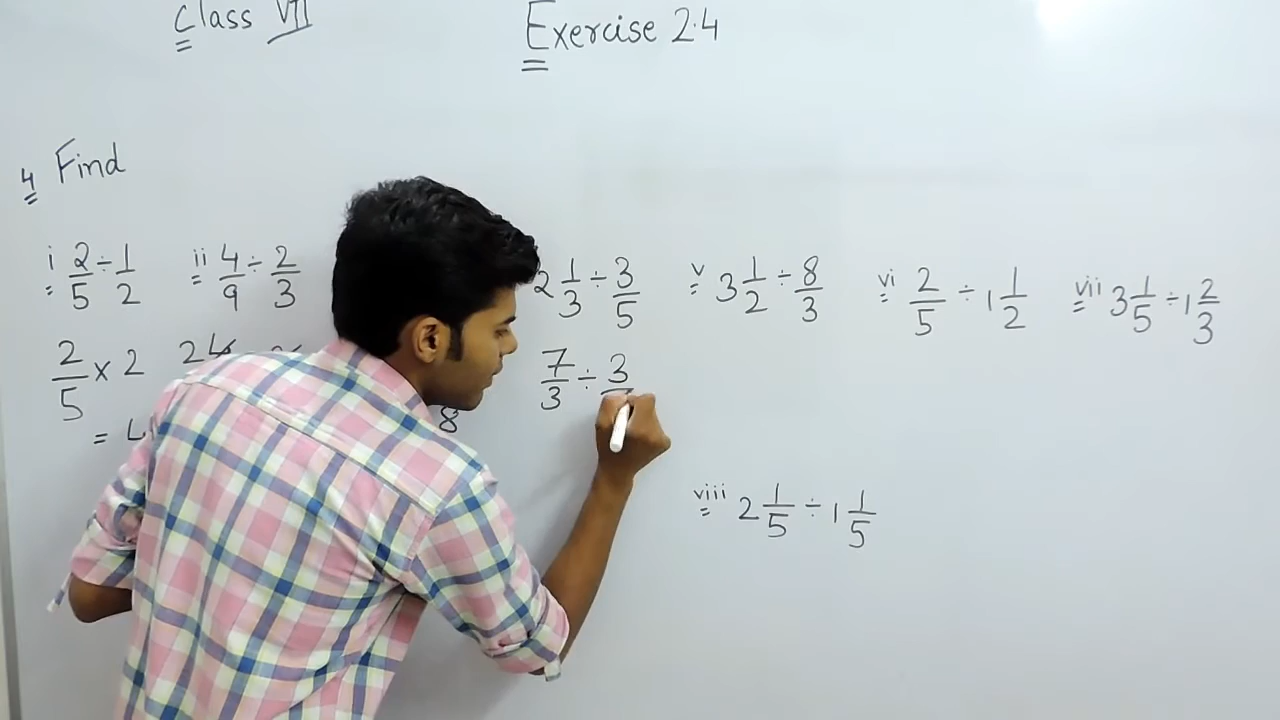 Class VII
Exercise 2.4
4 Find
i 2/5 ÷ 1/2
ii 4/9 ÷ 2/3
2 1/3 ÷ 3/5
v 3 1/2 ÷ 8/3
vi 2/5 ÷ 1 1/2
vii 3 1/5 ÷ 1 2/3
2/5 x 2
7/3 ÷ 3
=
8
viii 2 1/5 ÷ 1 1/5